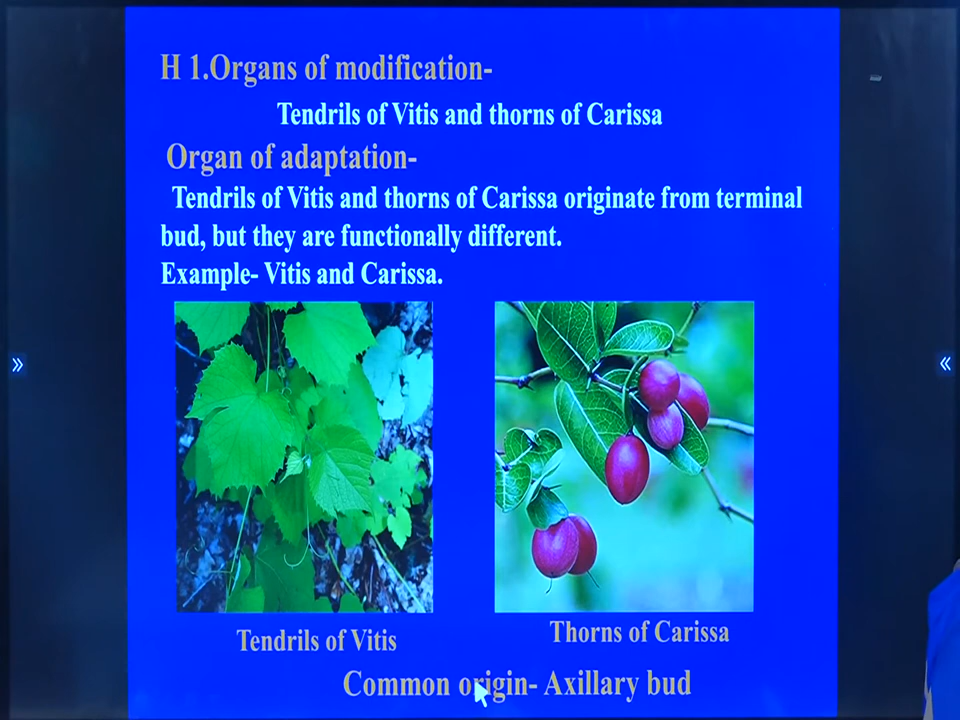 H 1.Organs of modification-
Tendrils of Vitis and thorns of Carissa
Organ of adaptation-
Tendrils of Vitis and thorns of Carissa originate from terminal
bud, but they are functionally different.
Example- Vitis and Carissa.
Tendrils of Vitis
Thorns of Carissa
Common origin- Axillary bud